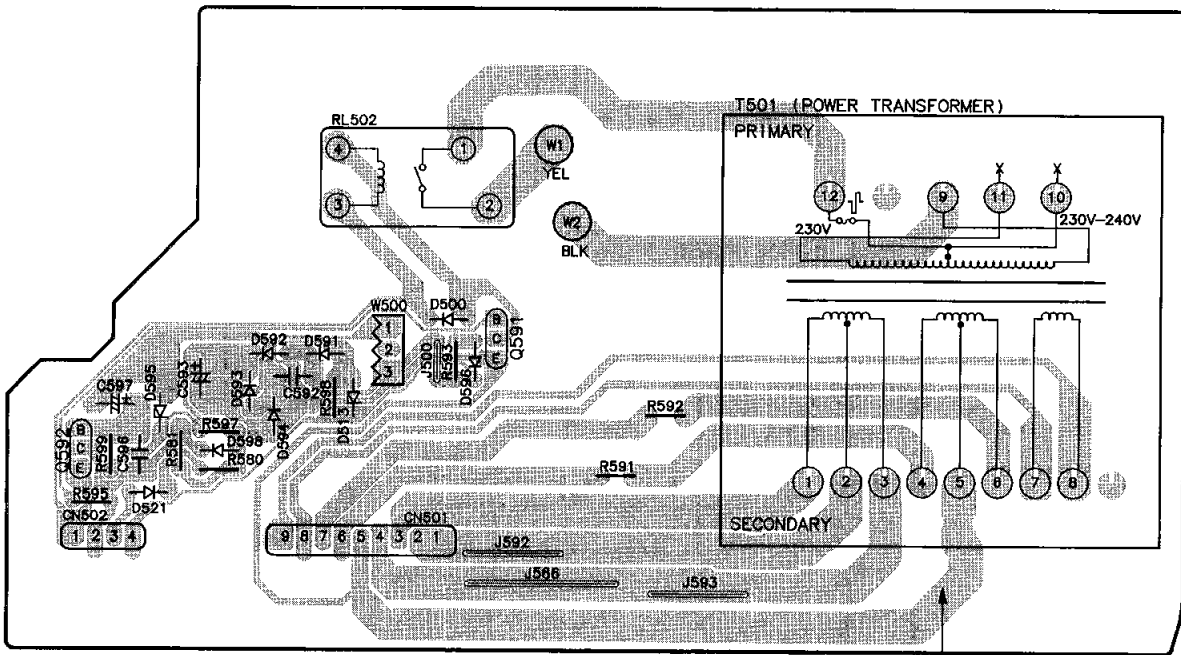 T501 (POWER TRANSFORMER)
PRIMARY
RL502
4
1
3
2
W1
YEL
W2
BLK
12
9
11
10
X
X
230V
230V-240V
W500
1
2
3
D500
B
C
E
Q591
J500
R593
D596
D592
D591
C593
D593
C592
R598
D513
D594
C597
D595
R597
D598
R580
R581
Q592
B
C
E
R599
C596
R595
D521
R592
R591
1
2
3
4
5
6
7
8
SECONDARY
CN502
1 2 3 4
CN501
9 8 7 6 5 4 3 2 1
J592
J566
J593